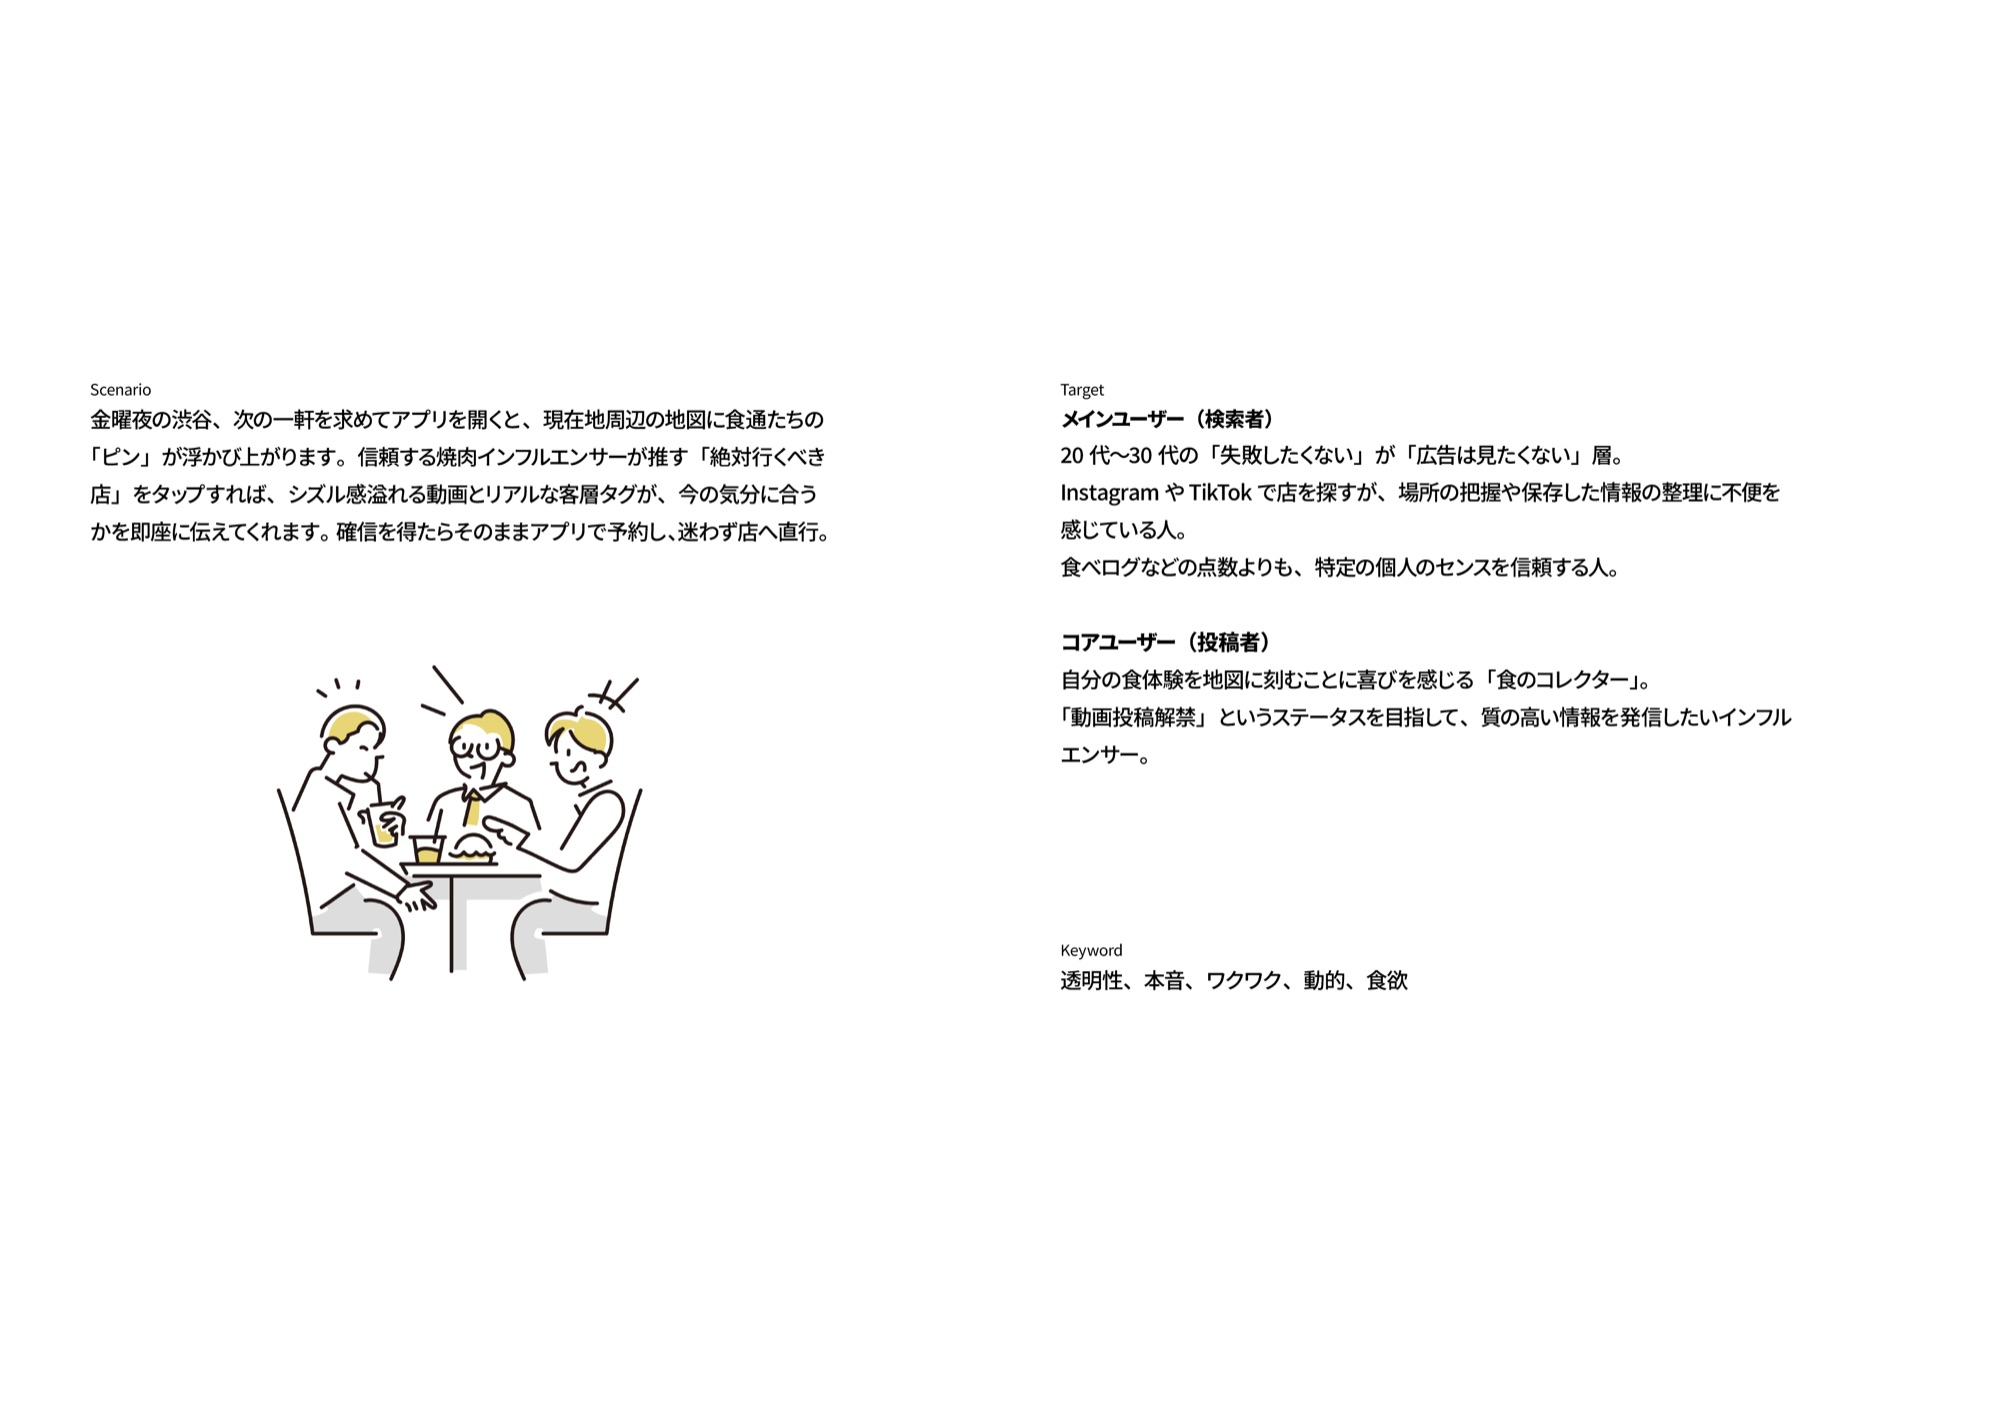 Scenario
金曜夜の渋谷、次の一軒を求めてアプリを開くと、現在地周辺の地図に食通たちの
「ピン」が浮かび上がります。信頼する焼肉インフルエンサーが推す「絶対行くべき
店」をタップすれば、シズル感溢れる動画とリアルな客層タグが、今の気分に合う
かを即座に伝えてくれます。確信を得たらそのままアプリで予約し、迷わず店へ直行。
Target
メインユーザー（検索者）
20 代〜30 代の「失敗したくない」が「広告は見たくない」層。
Instagram や TikTok で店を探すが、場所の把握や保存した情報の整理に不便を
感じている人。
食べログなどの点数よりも、特定の個人のセンスを信頼する人。
コアユーザー（投稿者）
自分の食体験を地図に刻むことに喜びを感じる「食のコレクター」。
「動画投稿解禁」というステータスを目指して、質の高い情報を発信したいインフル
エンサー。
Keyword
透明性、本音、ワクワク、動的、食欲